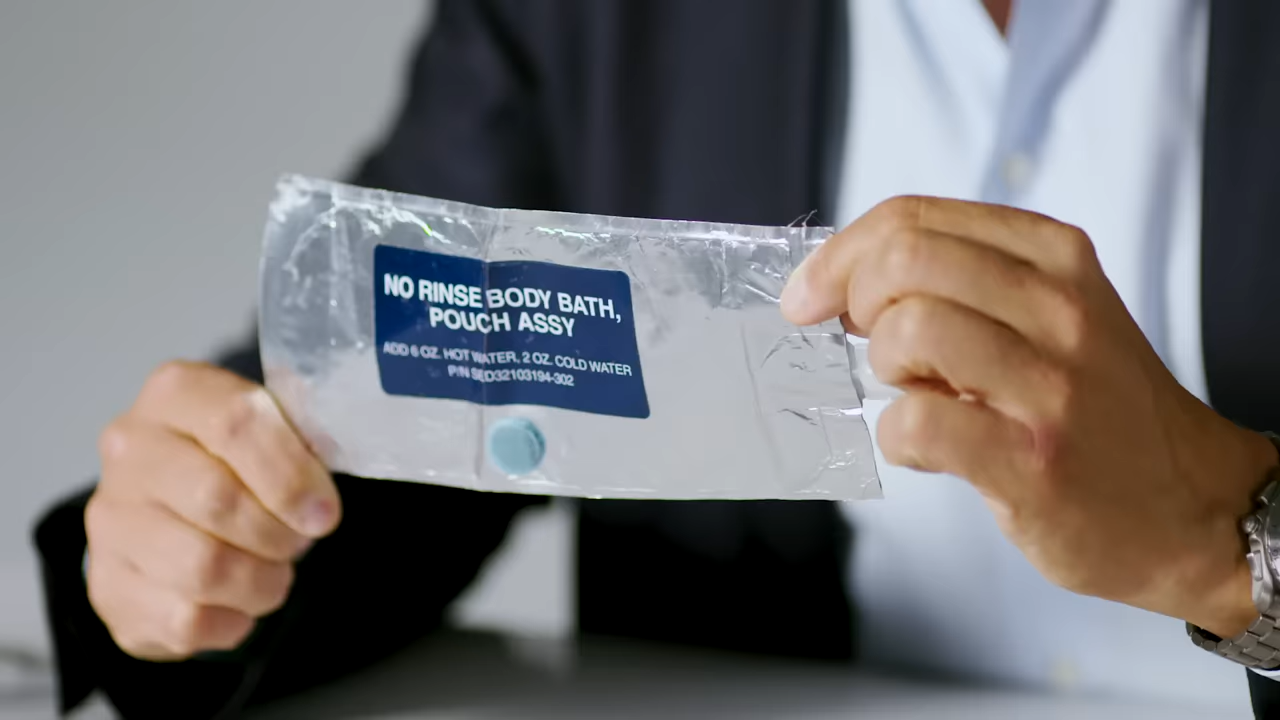 NO RINSE BODY BATH,
POUCH ASSY
ADD 6 OZ. HOT WATER, 2 OZ. COLD WATER
P/N SED32103194-302